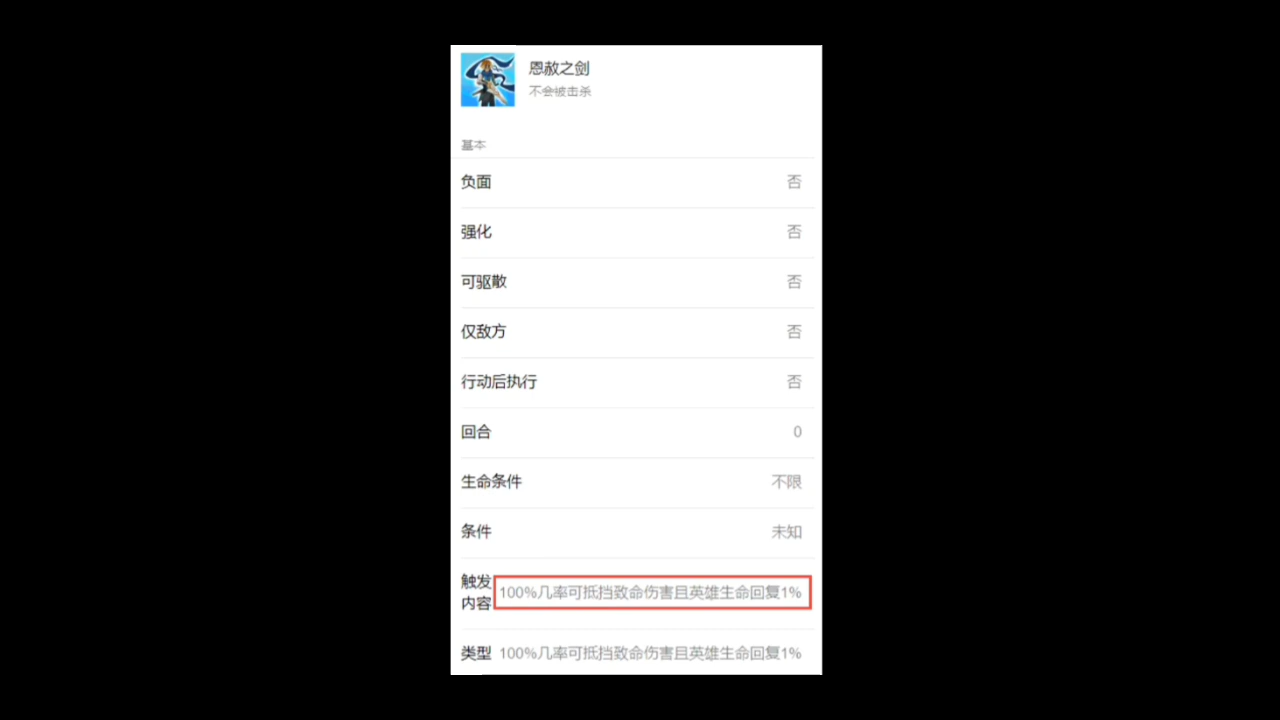 恩赦之剑
不会被击杀
基本
负面 否
强化 否
可驱散 否
仅敌方 否
行动后执行 否
回合 0
生命条件 不限
条件 未知
触发内容 100%几率可抵挡致命伤害且英雄生命回复1%
类型 100%几率可抵挡致命伤害且英雄生命回复1%